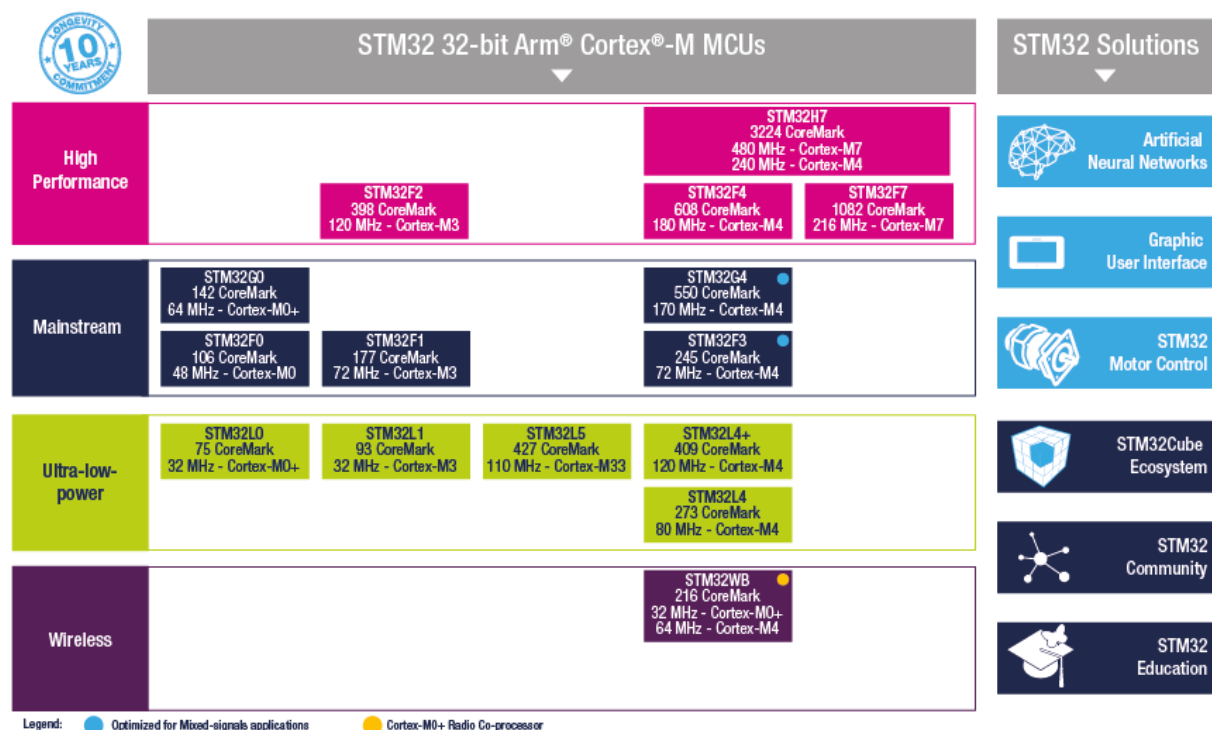 LONGEVITY
10
YEARS
COMMITMENT
STM32 32-bit Arm® Cortex®-M MCUs
STM32 Solutions
High
Performance
STM32H7
3224 CoreMark
480 MHz - Cortex-M7
240 MHz - Cortex-M4
STM32F2
398 CoreMark
120 MHz - Cortex-M3
STM32F4
608 CoreMark
180 MHz - Cortex-M4
STM32F7
1082 CoreMark
216 MHz - Cortex-M7
Mainstream
STM32G0
142 CoreMark
64 MHz - Cortex-M0+
STM32G4
550 CoreMark
170 MHz - Cortex-M4
STM32F0
106 CoreMark
48 MHz - Cortex-M0
STM32F1
177 CoreMark
72 MHz - Cortex-M3
STM32F3
245 CoreMark
72 MHz - Cortex-M4
Ultra-low-
power
STM32L0
75 CoreMark
32 MHz - Cortex-M0+
STM32L1
93 CoreMark
32 MHz - Cortex-M3
STM32L5
427 CoreMark
110 MHz - Cortex-M33
STM32L4+
409 CoreMark
120 MHz - Cortex-M4
STM32L4
273 CoreMark
80 MHz - Cortex-M4
Wireless
STM32WB
216 CoreMark
32 MHz - Cortex-M0+
64 MHz - Cortex-M4
Artificial
Neural Networks
Graphic
User Interface
STM32
Motor Control
STM32Cube
Ecosystem
STM32
Community
STM32
Education
Legend:
Optimized for Mixed-signals applications
Cortex-M0+ Radio Co-processor